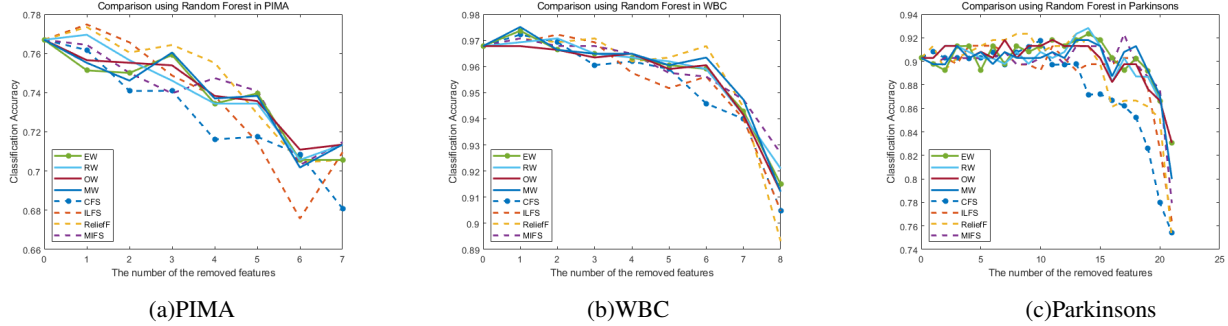 Comparison using Random Forest in PIMA
0.78
0.76
0.74
0.72
0.7
0.68
0.66
Classification Accuracy
EW
RW
OW
MW
CFS
ILFS
ReliefF
MIFS
0 1 2 3 4 5 6 7
The number of the removed features
(a)PIMA
Comparison using Random Forest in WBC
0.98
0.97
0.96
0.95
0.94
0.93
0.92
0.91
0.9
0.89
Classification Accuracy
EW
RW
OW
MW
CFS
ILFS
ReliefF
MIFS
0 1 2 3 4 5 6 7 8
The number of the removed features
(b)WBC
Comparison using Random Forest in Parkinsons
0.94
0.92
0.9
0.88
0.86
0.84
0.82
0.8
0.78
0.76
0.74
Classification Accuracy
EW
RW
OW
MW
CFS
ILFS
ReliefF
MIFS
0 5 10 15 20 25
The number of the removed features
(c)Parkinsons